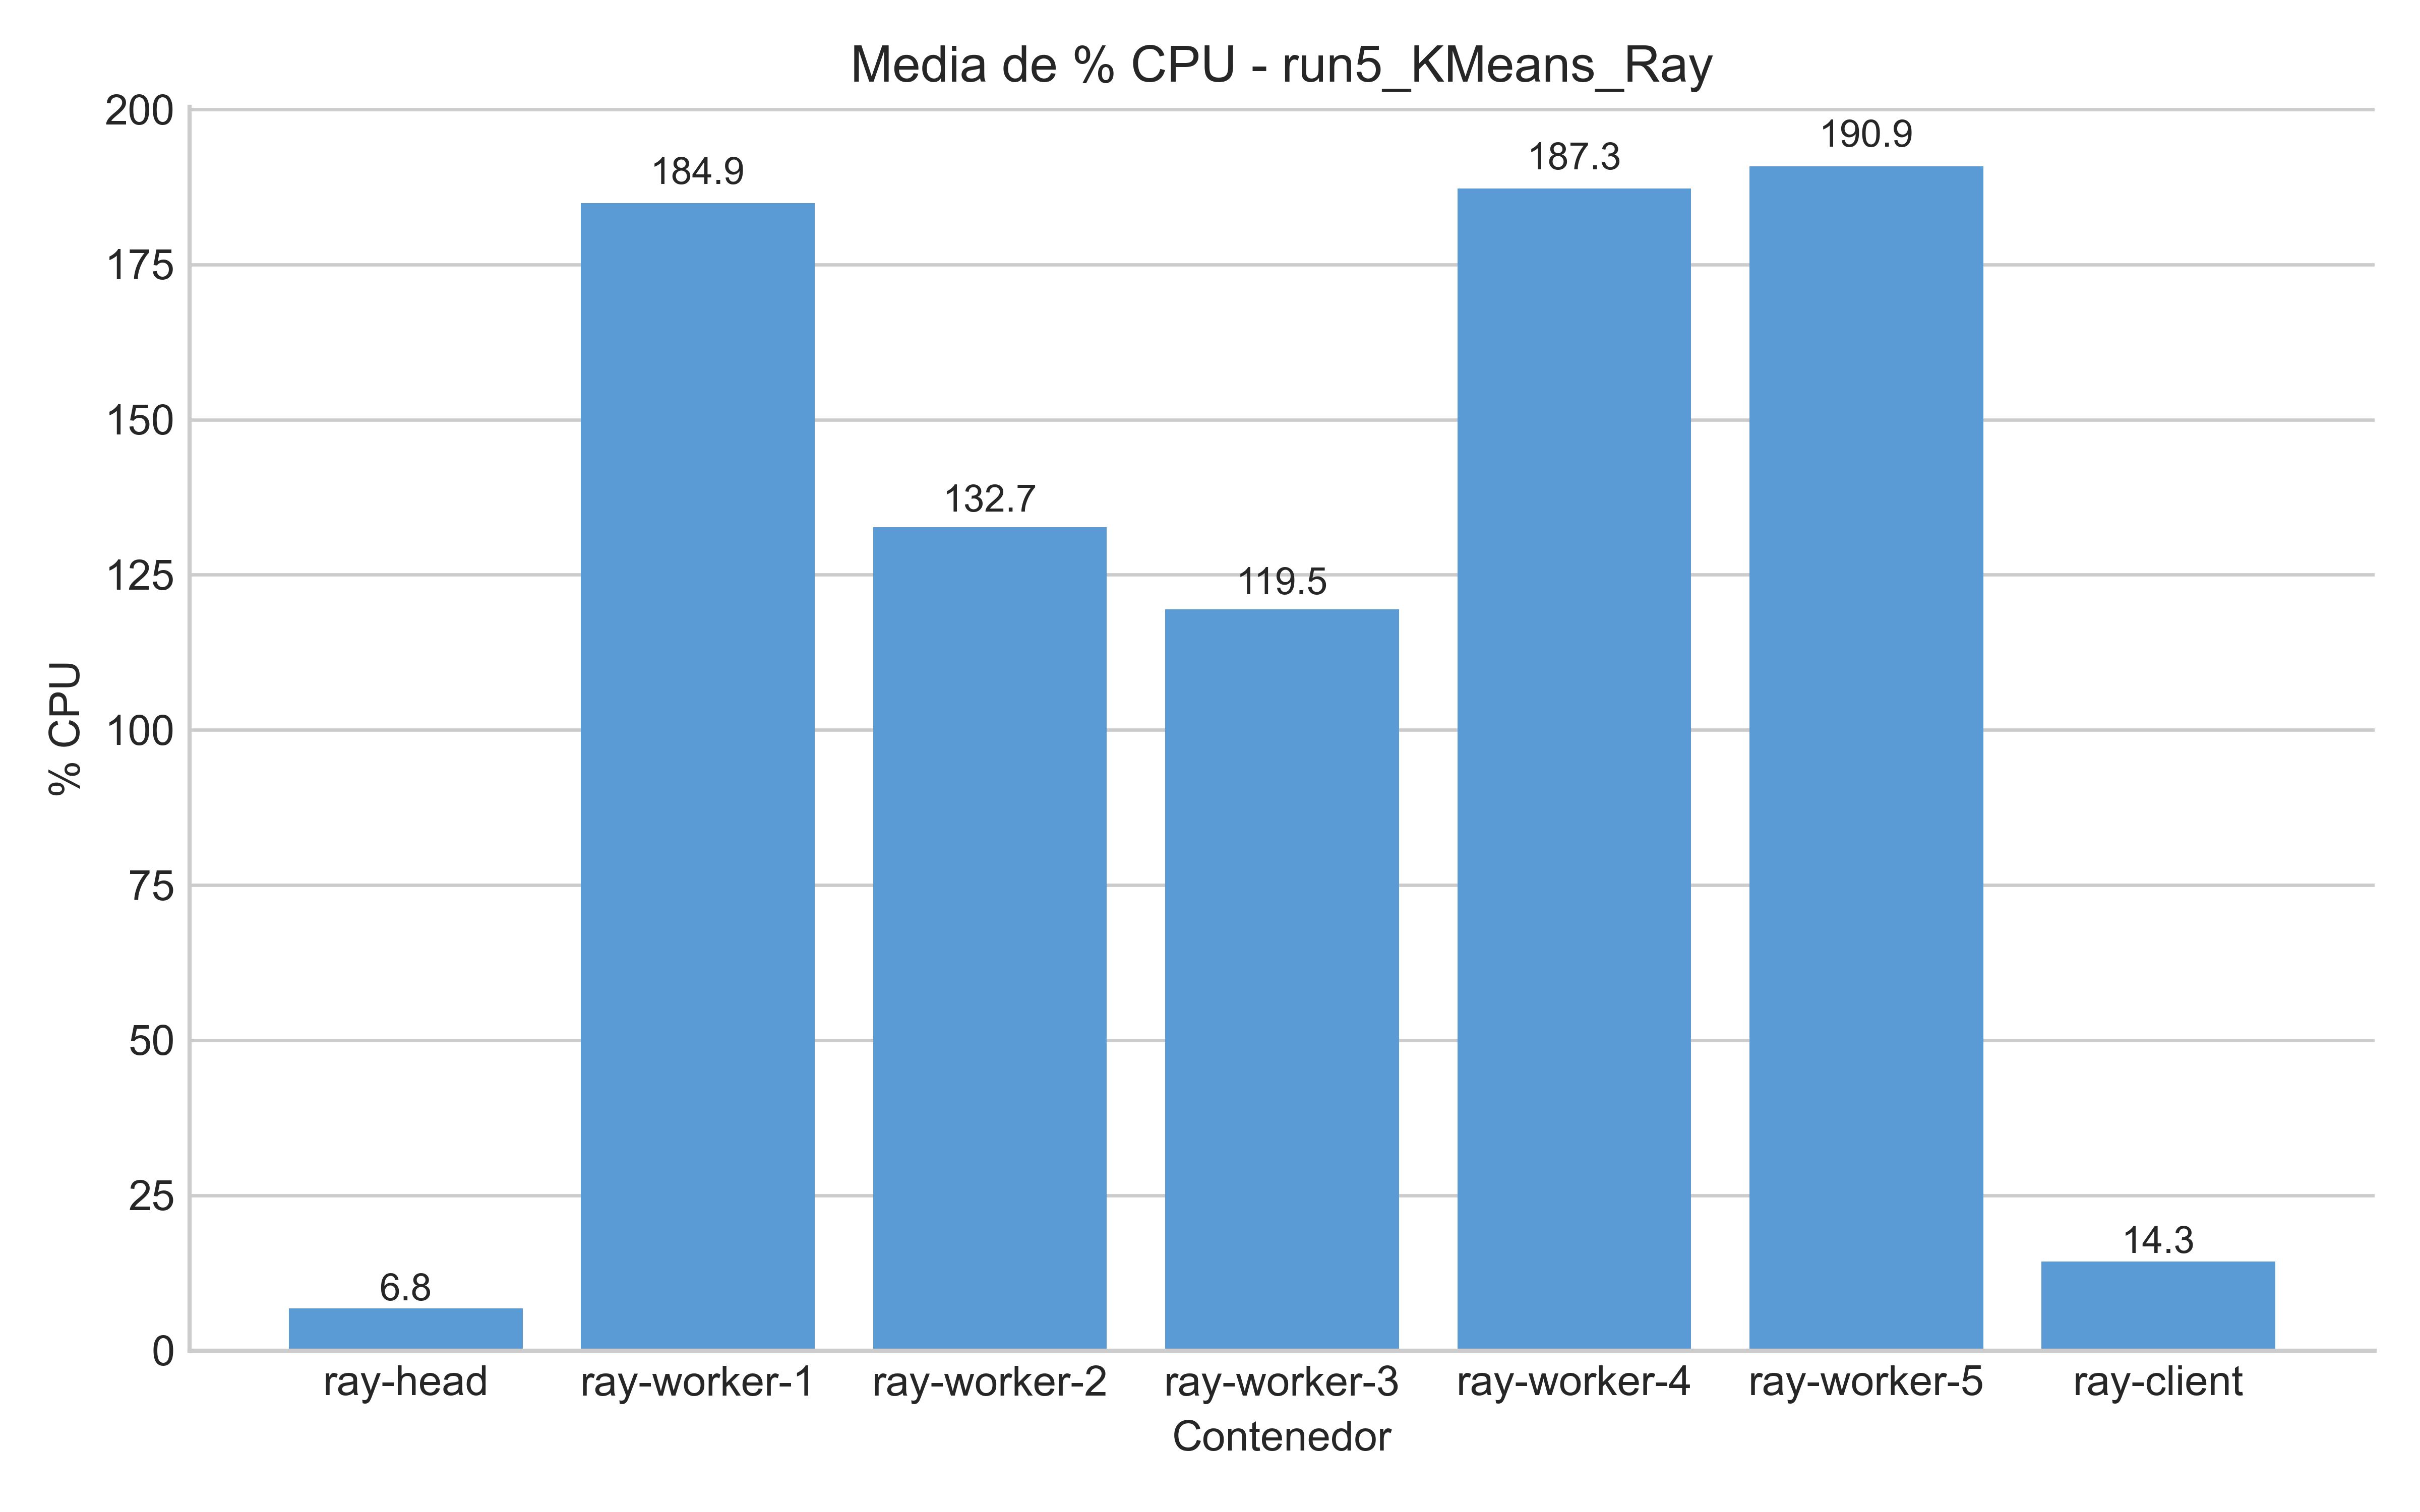 Media de % CPU - run5_KMeans_Ray
200
175
150
125
100
75
50
25
0
% CPU
6.8
184.9
132.7
119.5
187.3
190.9
14.3
ray-head
ray-worker-1
ray-worker-2
ray-worker-3
ray-worker-4
ray-worker-5
ray-client
Contenedor